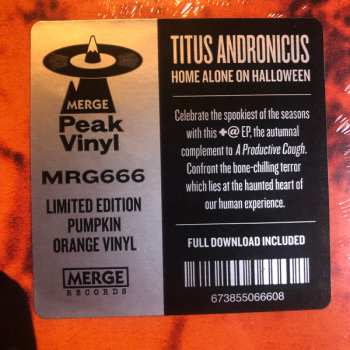 MERGE
Peak
Vinyl
MRG666
LIMITED EDITION
PUMPKIN
ORANGE VINYL
MERGE
RECORDS
TITUS ANDRONICUS
HOME ALONE ON HALLOWEEN
Celebrate the spookiest of the seasons
with this +@ EP, the autumnal
complement to A Productive Cough.
Confront the bone-chilling terror
which lies at the haunted heart of
our human experience.
FULL DOWNLOAD INCLUDED
673855066608